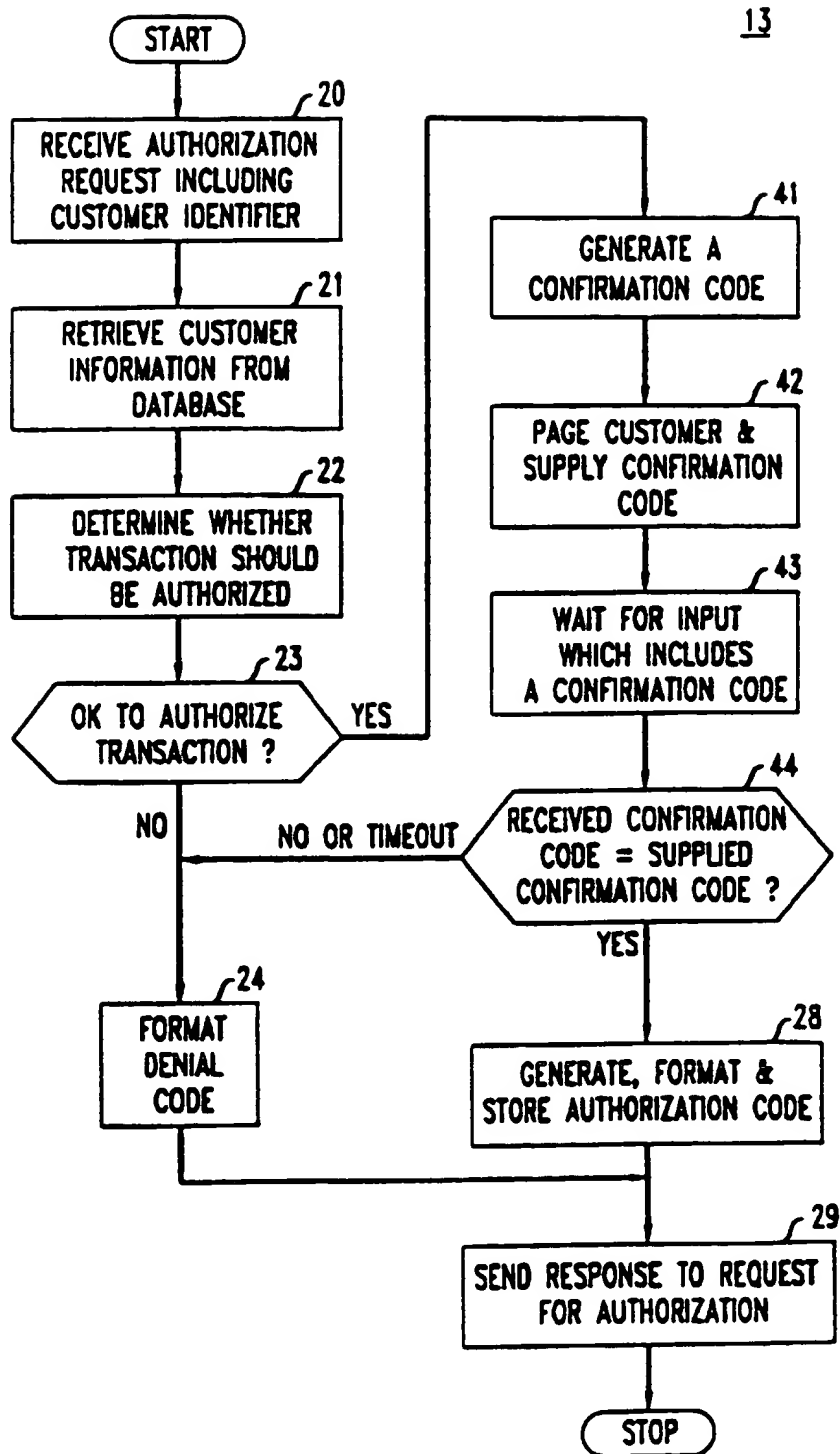 13
START
20
RECEIVE AUTHORIZATION
REQUEST INCLUDING
CUSTOMER IDENTIFIER
21
RETRIEVE CUSTOMER
INFORMATION FROM
DATABASE
22
DETERMINE WHETHER
TRANSACTION SHOULD
BE AUTHORIZED
23
OK TO AUTHORIZE
TRANSACTION ?
YES
NO
41
GENERATE A
CONFIRMATION CODE
42
PAGE CUSTOMER &
SUPPLY CONFIRMATION
CODE
43
WAIT FOR INPUT
WHICH INCLUDES
A CONFIRMATION CODE
44
RECEIVED CONFIRMATION
CODE = SUPPLIED
CONFIRMATION CODE ?
NO OR TIMEOUT
YES
24
FORMAT
DENIAL
CODE
28
GENERATE, FORMAT &
STORE AUTHORIZATION CODE
29
SEND RESPONSE TO REQUEST
FOR AUTHORIZATION
STOP